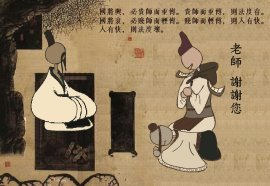 國將興，必貴師而重傅。貴師而重傅，則法度存。
國將衰，必賤師而輕傅。賤師而輕傅，則人有快。
人有快，則法度壞。
老師 謝謝您